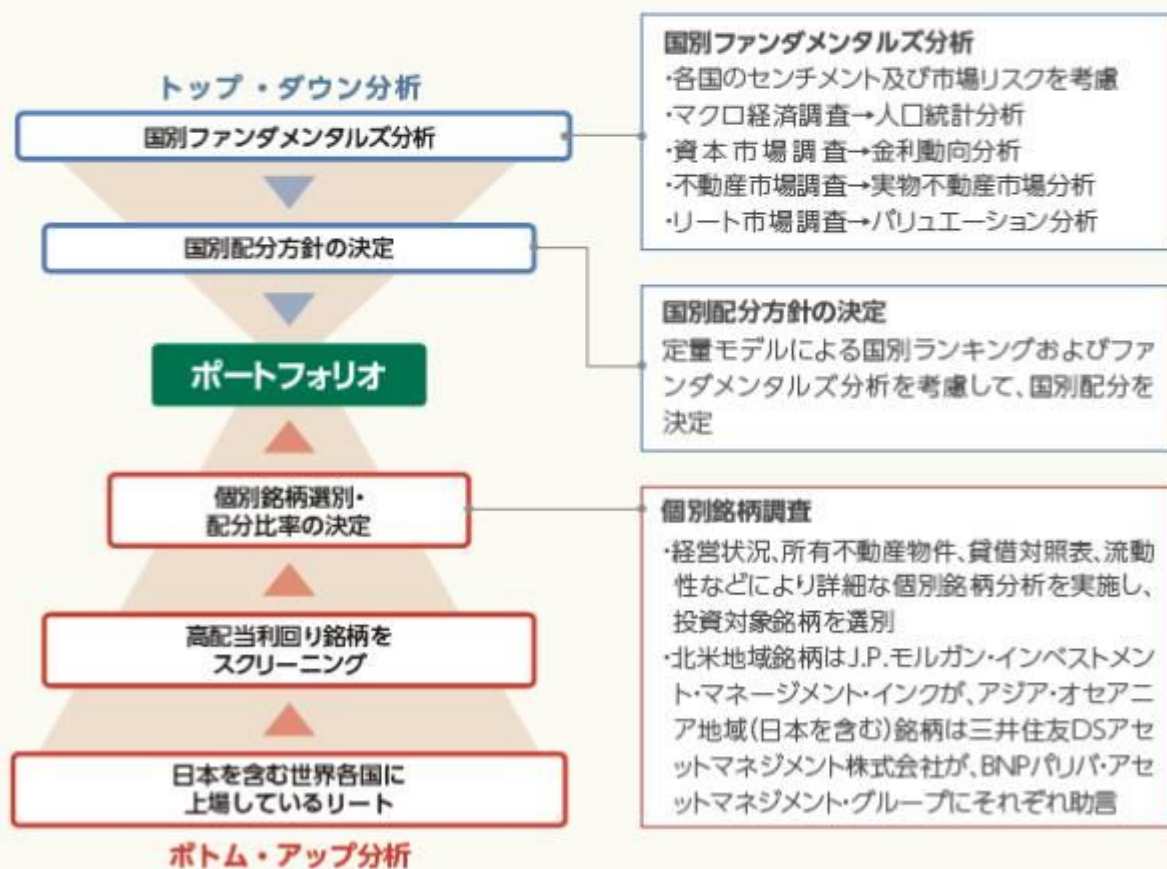 トップ・ダウン分析
国別ファンダメンタルズ分析
国別配分方針の決定
ポートフォリオ
個別銘柄選別・
配分比率の決定
高配当利回り銘柄を
スクリーニング
日本を含む世界各国に
上場しているリート
ボトム・アップ分析
国別ファンダメンタルズ分析
・各国のセンチメント及び市場リスクを考慮
・マクロ経済調査→人口統計分析
・資本市場調査→金利動向分析
・不動産市場調査→実物不動産市場分析
・リート市場調査→バリュエーション分析
国別配分方針の決定
定量モデルによる国別ランキングおよびファ
ンダメンタルズ分析を考慮して、国別配分を
決定
個別銘柄調査
・経営状況、所有不動産物件、貸借対照表、流動
性などにより詳細な個別銘柄分析を実施し、
投資対象銘柄を選別
・北米地域銘柄はJ.P.モルガン・インベストメン
ト・マネージメント・インクが、アジア・オセアニ
ア地域(日本を含む)銘柄は三井住友DSアセ
ットマネジメント株式会社が、BNPパリバ・アセ
ットマネジメント・グループにそれぞれ助言